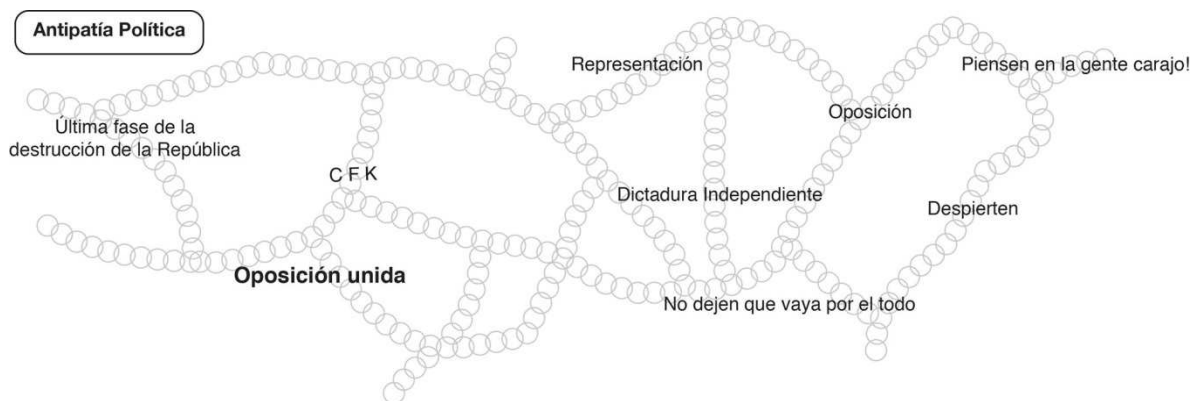 Antipatía Política
Representación
Piensen en la gente carajo!
Oposición
Última fase de la
destrucción de la República
C F K
Dictadura Independiente
Despierten
Oposición unida
No dejen que vaya por el todo